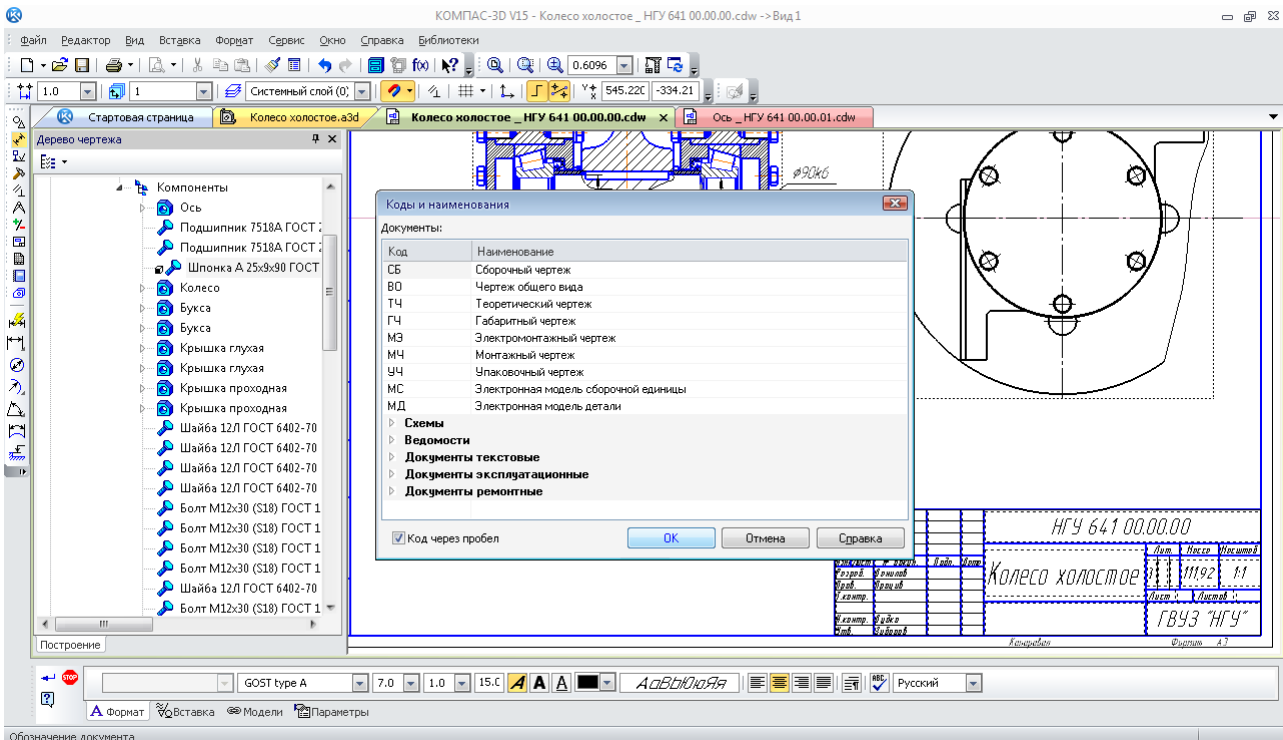 КОМПАС-3D V15 - Колесо холостое _ НГУ 641 00.00.00.cdw ->Вид 1
Файл Редактор Вид Вставка Формат Сервис Окно Справка Библиотеки
0.6096
1.0 1 Системный слой (0) 545.220 -334.21
Стартовая страница Колесо холостое.a3d Колесо холостое _ НГУ 641 00.00.00.cdw Ось _ НГУ 641 00.00.01.cdw
Дерево чертежа
Компоненты
Ось
Подшипник 7518А ГОСТ
Подшипник 7518А ГОСТ
Шпонка А 25x9x90 ГОСТ
Колесо
Букса
Букса
Крышка глухая
Крышка глухая
Крышка проходная
Крышка проходная
Шайба 12Л ГОСТ 6402-70
Шайба 12Л ГОСТ 6402-70
Шайба 12Л ГОСТ 6402-70
Шайба 12Л ГОСТ 6402-70
Болт М12х30 (S18) ГОСТ 1
Болт М12х30 (S18) ГОСТ 1
Болт М12х30 (S18) ГОСТ 1
Болт М12х30 (S18) ГОСТ 1
Шайба 12Л ГОСТ 6402-70
Болт М12х30 (S18) ГОСТ 1
Построение
ø90k6
Коды и наименования
Документы:
Код Наименование
СБ Сборочный чертеж
ВО Чертеж общего вида
ТЧ Теоретический чертеж
ГЧ Габаритный чертеж
МЭ Электромонтажный чертеж
МЧ Монтажный чертеж
УЧ Упаковочный чертеж
МС Электронная модель сборочной единицы
МД Электронная модель детали
Схемы
Ведомости
Документы текстовые
Документы эксплуатационные
Документы ремонтные
Код через пробел OK Отмена Справка
НГУ 641 00.00.00
Лит. Масса Масштаб
Колесо холостое 111,92 1:1
Лист Листов
ГВУЗ "НГУ"
Копировал Формат А3
GOST type A 7.0 1.0 15.0 АаВbЮюЯя Русский
Формат Вставка Модели Параметры
Обозначение документа